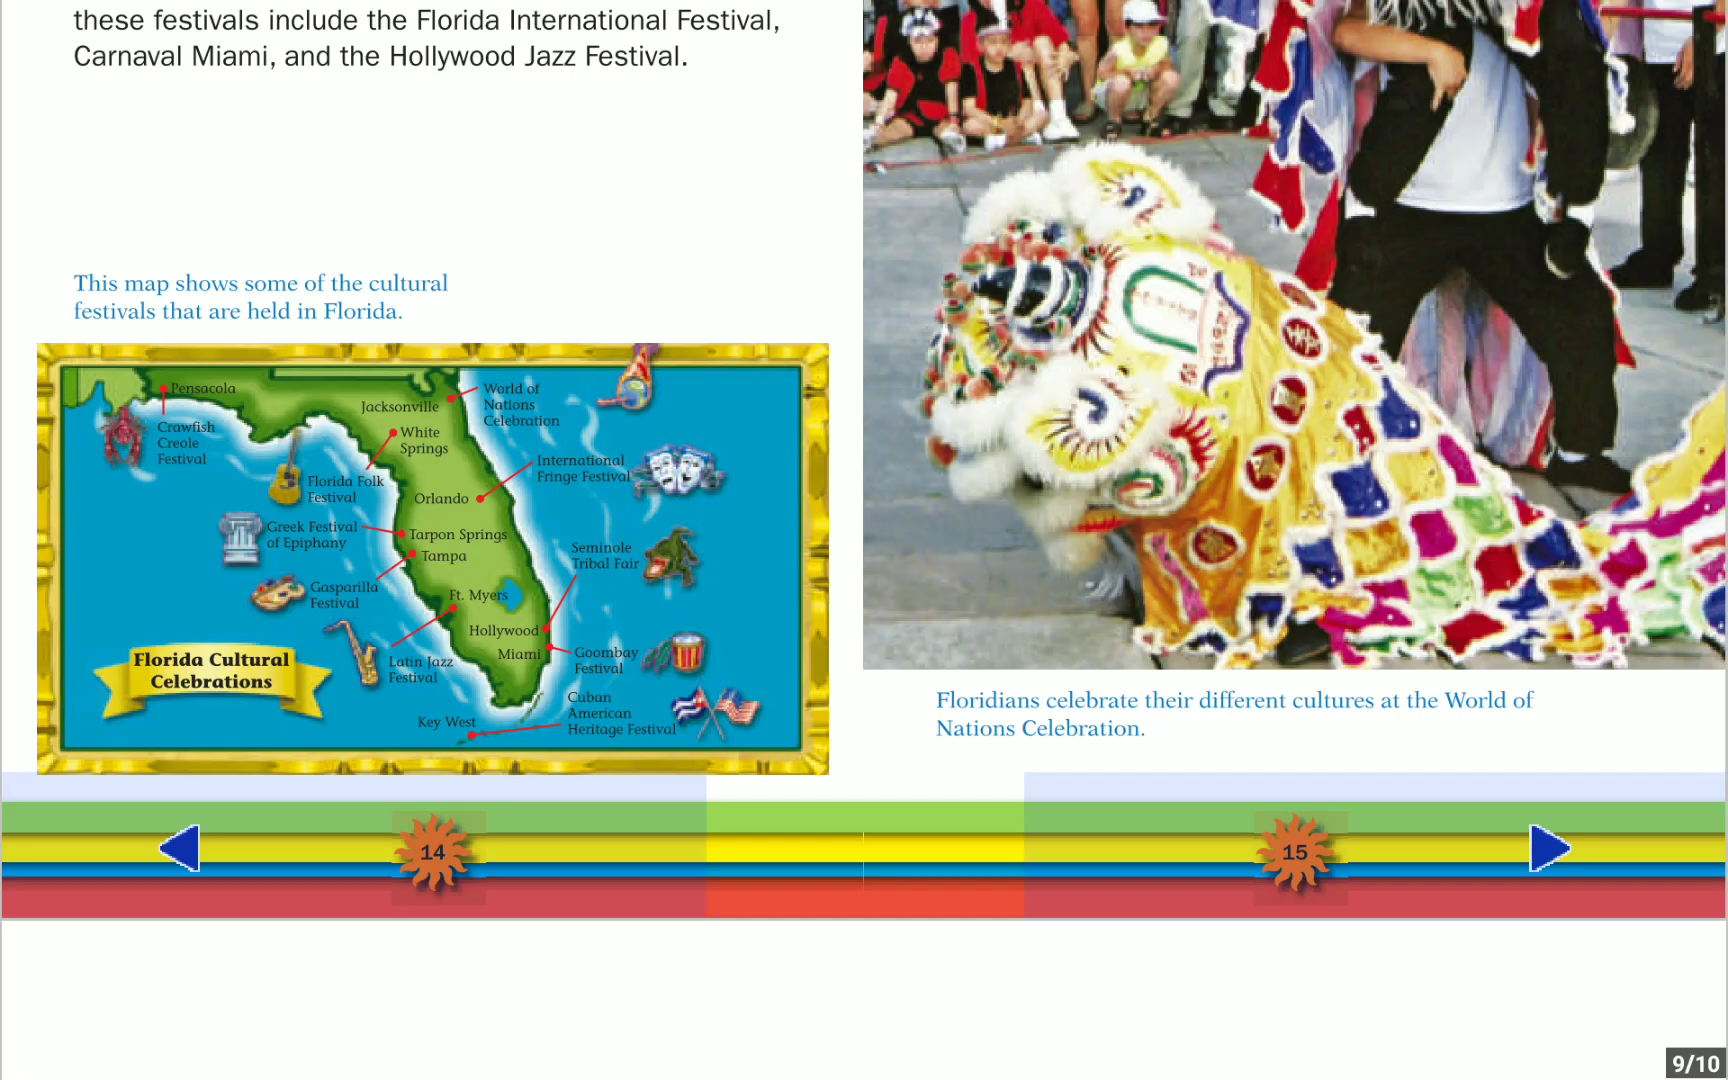 these festivals include the Florida International Festival,
Carnaval Miami, and the Hollywood Jazz Festival.
This map shows some of the cultural
festivals that are held in Florida.
Pensacola
Crawfish
Creole
Festival
Jacksonville
World of
Nations
Celebration
White
Springs
Florida Folk
Festival
International
Fringe Festival
Orlando
Greek Festival
of Epiphany
Tarpon Springs
Tampa
Seminole
Tribal Fair
Gasparilla
Festival
Ft. Myers
Hollywood
Miami
Goombay
Festival
Latin Jazz
Festival
Florida Cultural
Celebrations
Key West
Cuban
American
Heritage Festival
Floridians celebrate their different cultures at the World of
Nations Celebration.
14
15
9/10